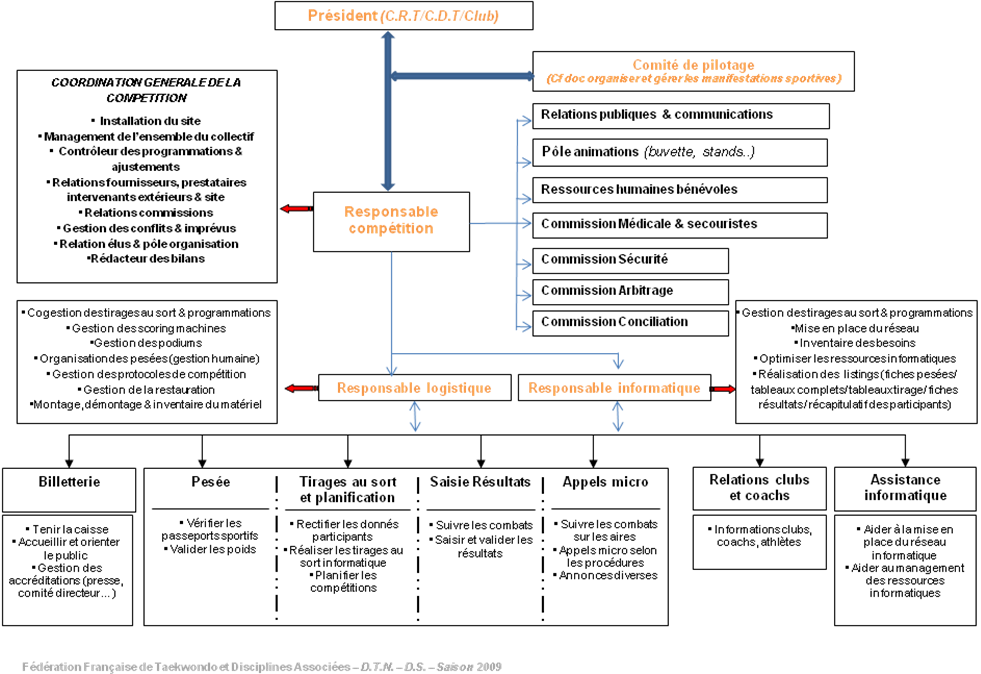 Président (C.R.T/C.D.T/Club)
Comité de pilotage
(Cf doc organiser et gérer les manifestations sportives)
COORDINATION GENERALE DE LA
COMPETITION
▪ Installation du site
▪Management de l'ensemble du collectif
▪ Contrôleur des programmations &
ajustements
▪Relations fournisseurs, prestataires
intervenants extérieurs & site
▪Relations commissions
▪Gestion des conflits & imprévus
▪Relation élus & pôle organisation
▪Rédacteur des bilans
Relations publiques & communications
Pôle animations (buvette, stands..)
Ressources humaines bénévoles
Commission Médicale & secouristes
Commission Sécurité
Commission Arbitrage
Commission Conciliation
Responsable
compétition
▪Cogestion des tirages au sort & programmations
▪Gestion des scoring machines
▪Gestion des podiums
Organisation des pesées (gestion humaine)
▪Gestion des protocoles de compétition
▪Gestion de la restauration
▪Montage, démontage & inventaire du matériel
Responsable logistique
Responsable informatique
▪Gestion des tirages au sort & programmations
▪Mise en place du réseau
▪Inventaire des besoins
▪Optimiser les ressources informatiques
▪Réalisation des listings (fiches pesées/
tableaux complets/tableaux tirage/fiches
résultats/récapitulatif des participants)
Billetterie
▪ Tenir la caisse
▪Accueillir et orienter
le public
▪ Gestion des
accréditations (presse,
comité directeur…)
Pesée
▪ Vérifier les
passeports sportifs
▪ Valider les poids
Tirages au sort
et planification
▪ Rectifier les donnés
participants
▪ Réaliser les tirages au
sort informatique
▪ Planifier les
compétitions
Saisie Résultats
▪ Suivre les combats
▪ Saisir et valider les
résultats
Appels micro
▪ Suivre les combats
sur les aires
▪ Appels micro selon
les procédures
▪ Annonces diverses
Relations clubs
et coachs
▪ Informations clubs,
coachs, athlètes
Assistance
informatique
▪ Aider à la mise en
place du réseau
informatique
▪Aider au management
des ressources
informatiques
Fédération Française de Taekwondo et Disciplines Associées – D.T.N. – D.S. – Saison 2009